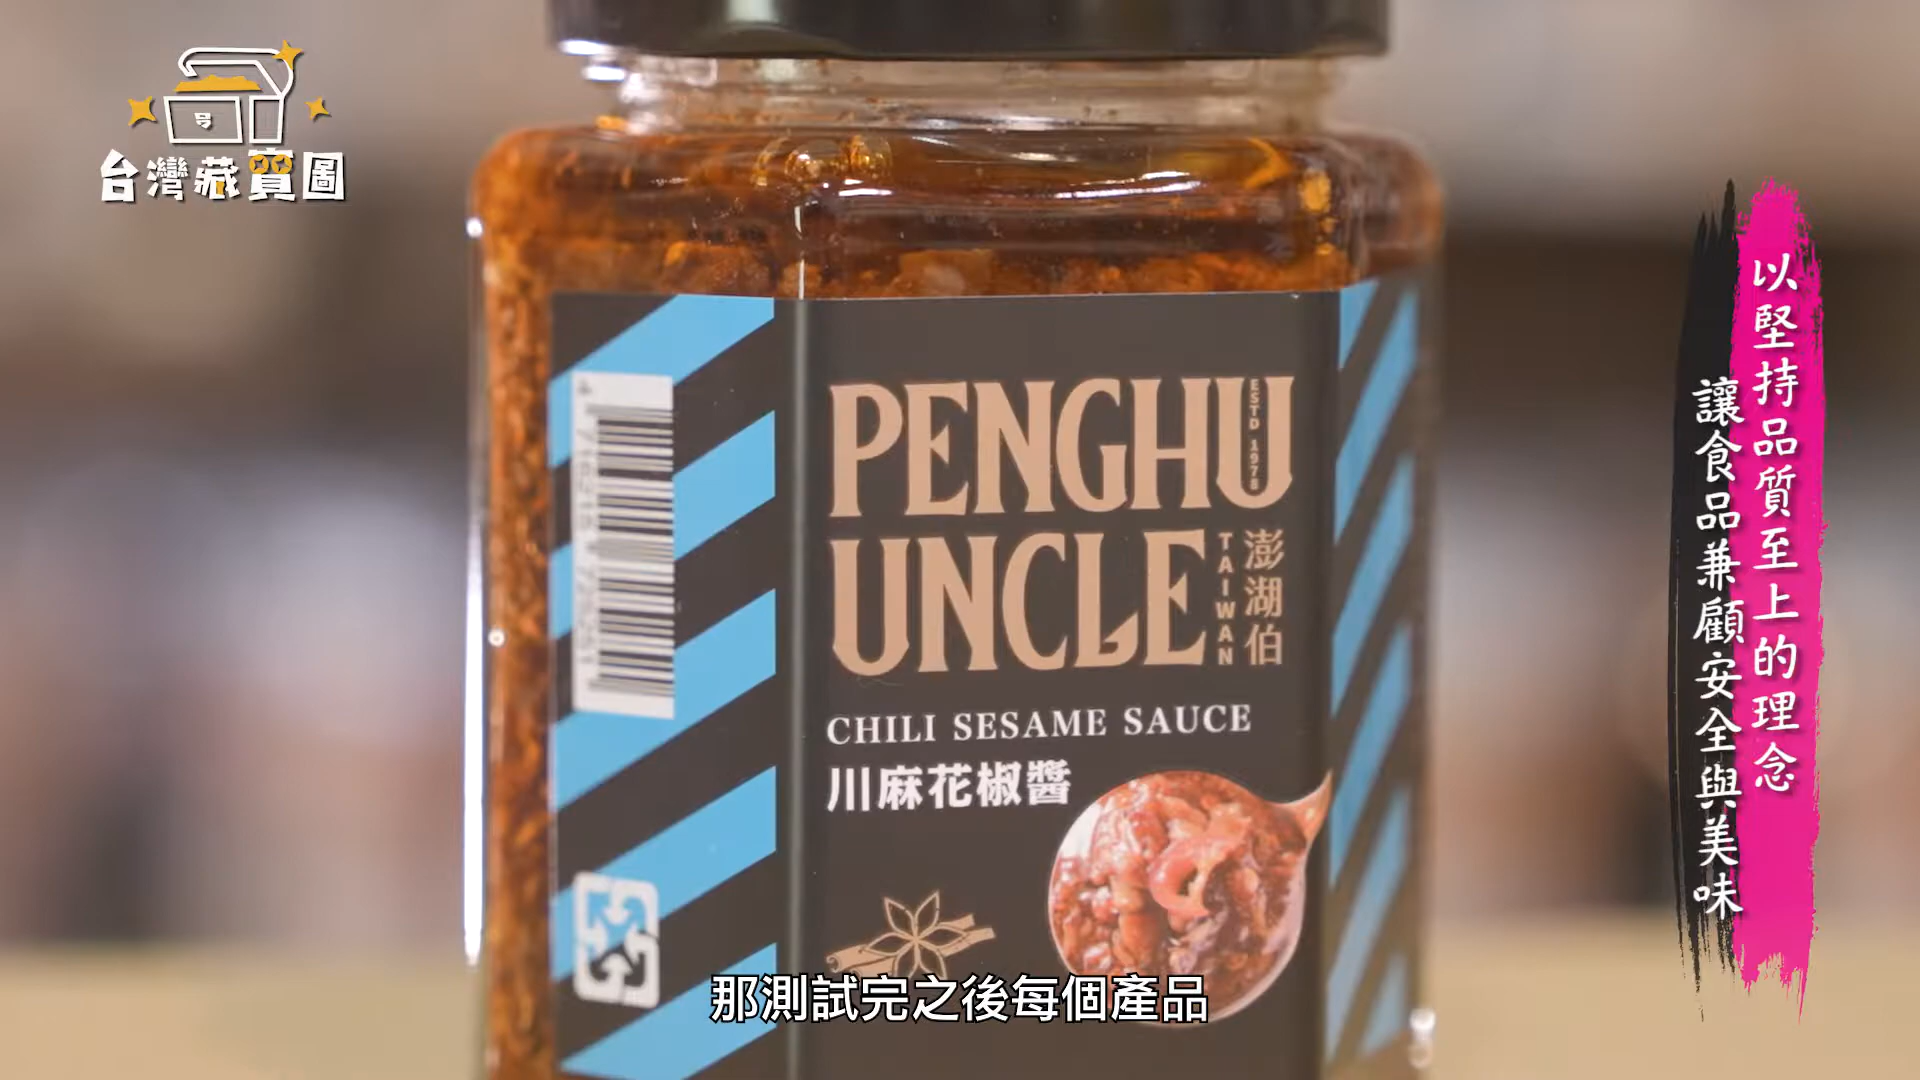 台灣藏寶圖
以堅持品質至上的理念
讓食品兼顧安全與美味
PENGHU
ESTD 1978
UNCLE
TAIWAN
澎湖伯
CHILI SESAME SAUCE
川麻花椒醬
那測試完之後每個產品